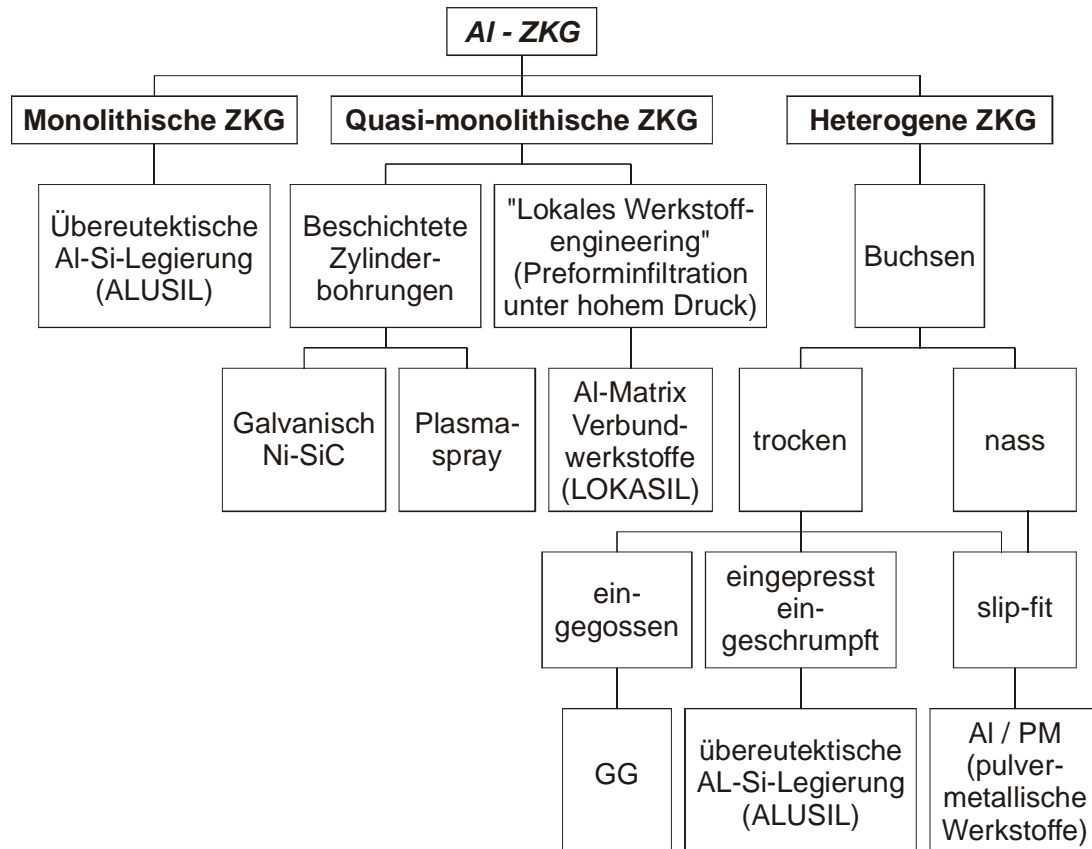 Al - ZKG
Monolithische ZKG
Quasi-monolithische ZKG
Heterogene ZKG
Übereutektische
Al-Si-Legierung
(ALUSIL)
Beschichtete
Zylinder-
bohrungen
"Lokales Werkstoff-
engineering"
(Preforminfiltration
unter hohem Druck)
Buchsen
Galvanisch
Ni-SiC
Plasma-
spray
Al-Matrix
Verbund-
werkstoffe
(LOKASIL)
trocken
nass
ein-
gegossen
eingepresst
ein-
geschrumpft
slip-fit
GG
übereutektische
AL-Si-Legierung
(ALUSIL)
Al / PM
(pulver-
metallische
Werkstoffe)